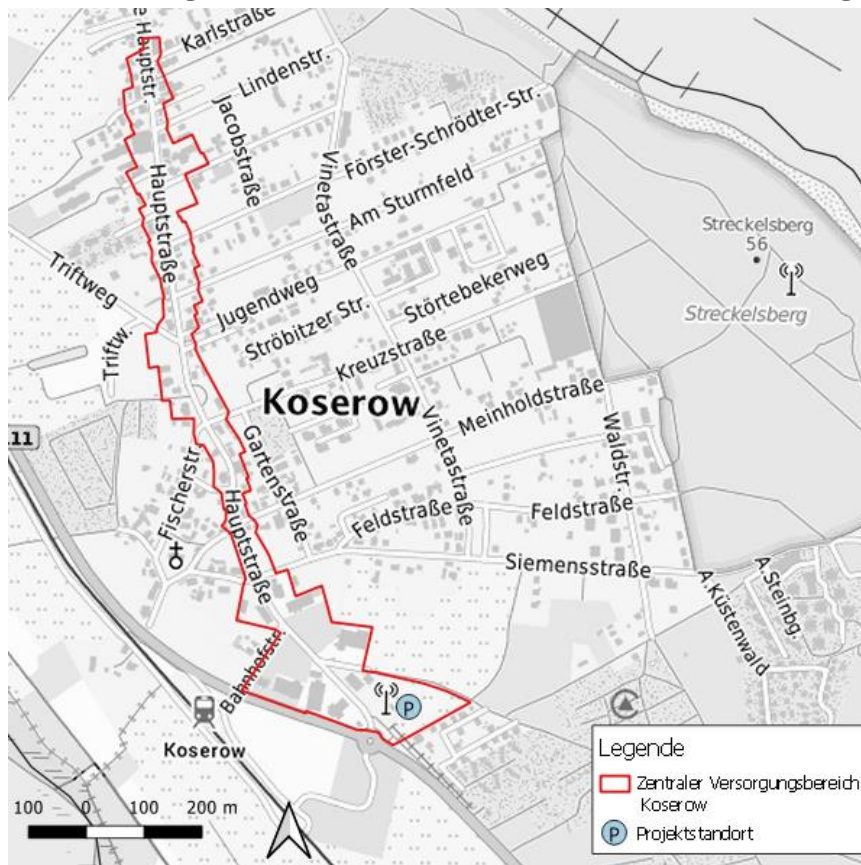 Karlstraße
e Hauptstr.
Lindenstr.
Jacobstraße
Förster-Schrödter-Str.
Vinetastraße
Hauptstraße
Am Sturmfeld
Streckelsberg
56
Streckelsberg
Triftweg
Jugendweg
Störtebekerweg
Ströbitzer Str.
Triftw.
Kreuzstraße
Koserow
Meinholdstraße
11
Vinetastraße
Waldstr.
Gartenstraße
Fischerstr.
Hauptstraße
Feldstraße
Feldstraße
Siemensstraße
A.Küstenwald
A.Steinbg.
Bahnhofstr.
P
Koserow
100 0 100 200 m
Legende
Zentraler Versorgungsbereich
Koserow
P Projektstandort